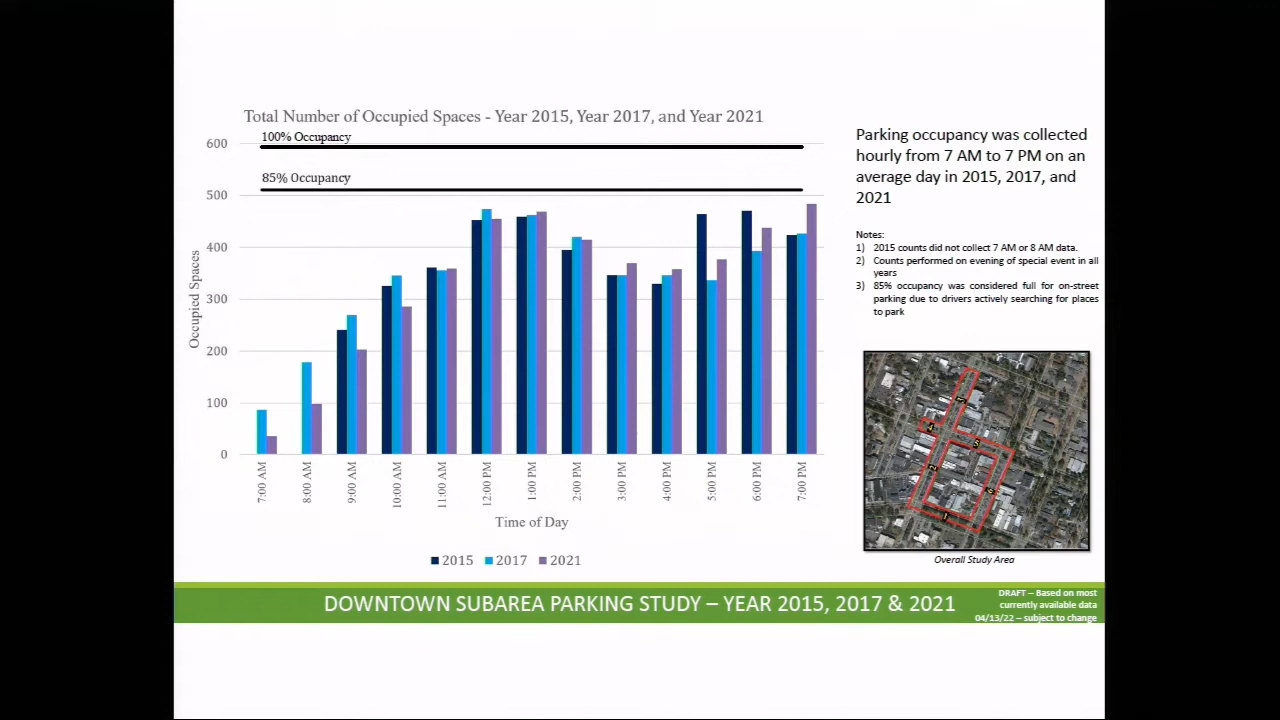 Total Number of Occupied Spaces - Year 2015, Year 2017, and Year 2021
600
100% Occupancy
85% Occupancy
500
400
300
200
100
0
Occupied Spaces
7:00 AM
8:00 AM
9:00 AM
10:00 AM
11:00 AM
12:00 PM
1:00 PM
2:00 PM
3:00 PM
4:00 PM
5:00 PM
6:00 PM
7:00 PM
Time of Day
2015 2017 2021
Parking occupancy was collected
hourly from 7 AM to 7 PM on an
average day in 2015, 2017, and
2021
Notes:
1) 2015 counts did not collect 7 AM or 8 AM data.
2) Counts performed on evening of special event in all
years
3) 85% occupancy was considered full for on-street
parking due to drivers actively searching for places
to park
4
2
1
Overall Study Area
DOWNTOWN SUBAREA PARKING STUDY – YEAR 2015, 2017 & 2021
DRAFT – Based on most
currently available data
04/13/22 – subject to change